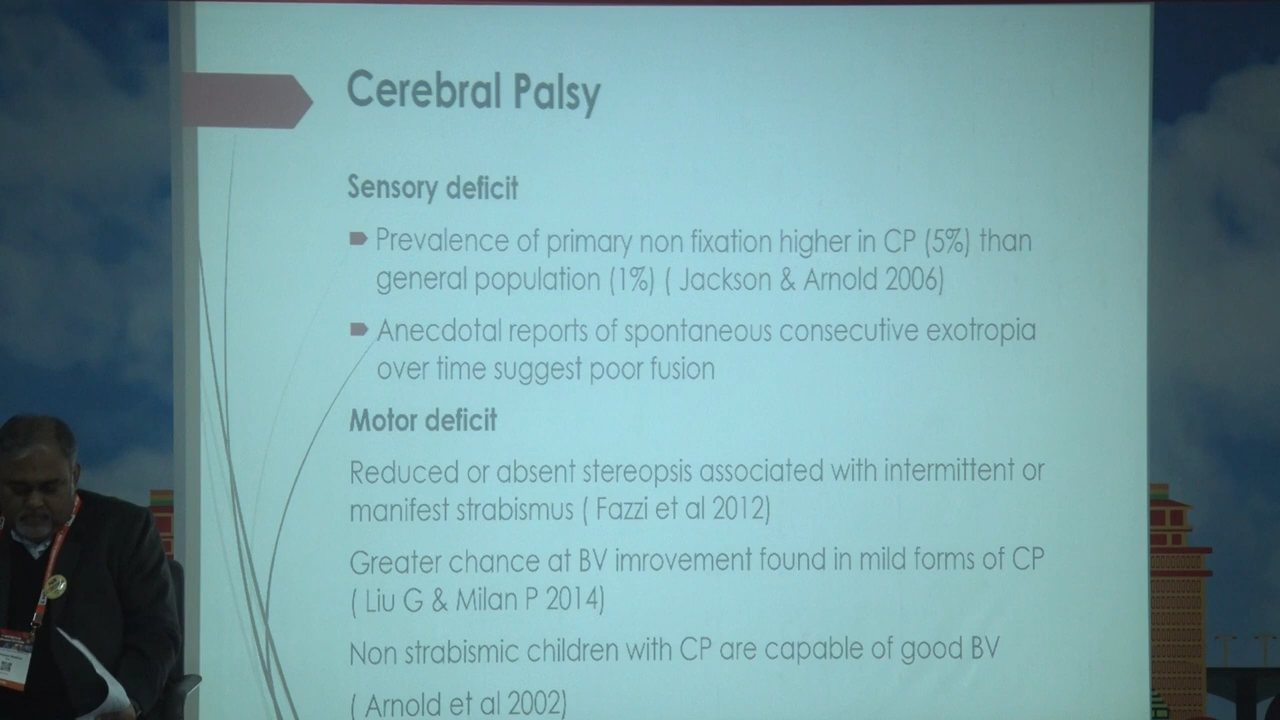 Cerebral Palsy
Sensory deficit
Prevalence of primary non fixation higher in CP (5%) than
general population (1%) ( Jackson & Arnold 2006)
Anecdotal reports of spontaneous consecutive exotropia
over time suggest poor fusion
Motor deficit
Reduced or absent stereopsis associated with intermittent or
manifest strabismus ( Fazzi et al 2012)
Greater chance at BV imrovement found in mild forms of CP
( Liu G & Milan P 2014)
Non strabismic children with CP are capable of good BV
( Arnold et al 2002)